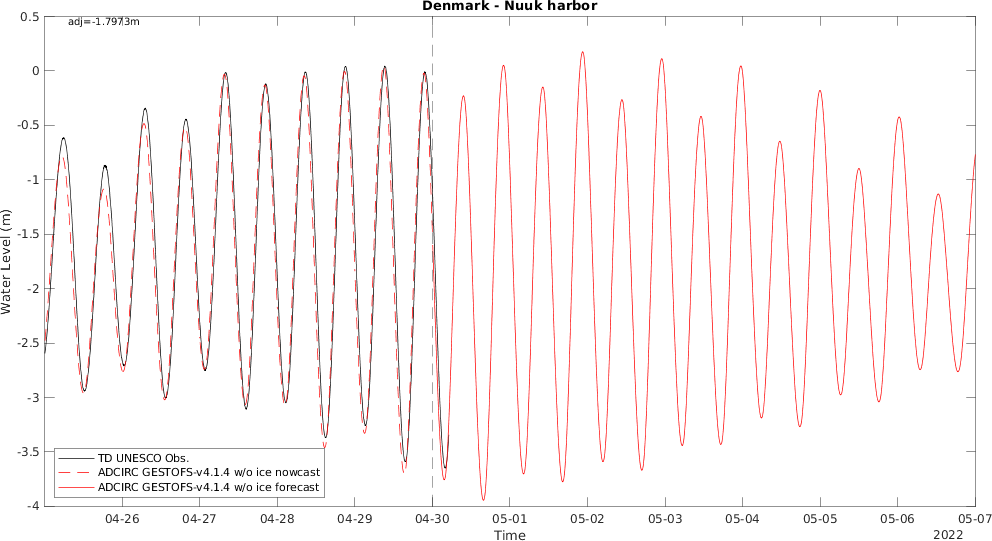 Denmark - Nuuk harbor
adj=-1.7973m
0.5
0
-0.5
-1
-1.5
-2
-2.5
-3
-3.5
-4
Water Level (m)
TD UNESCO Obs.
ADCIRC GESTOFS-v4.1.4 w/o ice nowcast
ADCIRC GESTOFS-v4.1.4 w/o ice forecast
04-26 04-27 04-28 04-29 04-30 05-01 05-02 05-03 05-04 05-05 05-06 05-07
Time
2022